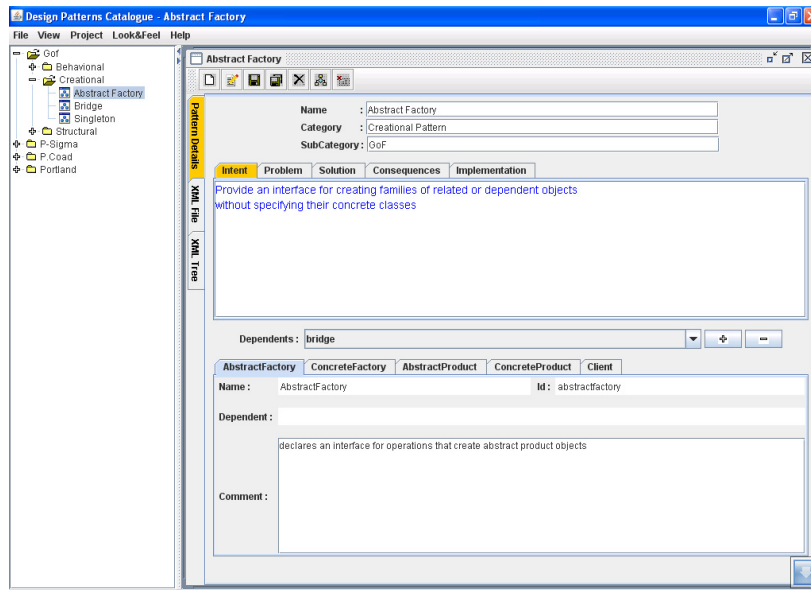 Design Patterns Catalogue - Abstract Factory
File View Project Look&Feel Help
Gof
Behavioral
Creational
Abstract Factory
Bridge
Singleton
Structural
P-Sigma
P.Coad
Portland
Abstract Factory
Pattern Details
XML File
XML Tree
Name : Abstract Factory
Category : Creational Pattern
SubCategory : GoF
Intent Problem Solution Consequences Implementation
Provide an interface for creating families of related or dependent objects
without specifying their concrete classes
Dependents : bridge
AbstractFactory ConcreteFactory AbstractProduct ConcreteProduct Client
Name : AbstractFactory Id : abstractfactory
Dependent :
declares an interface for operations that create abstract product objects
Comment :